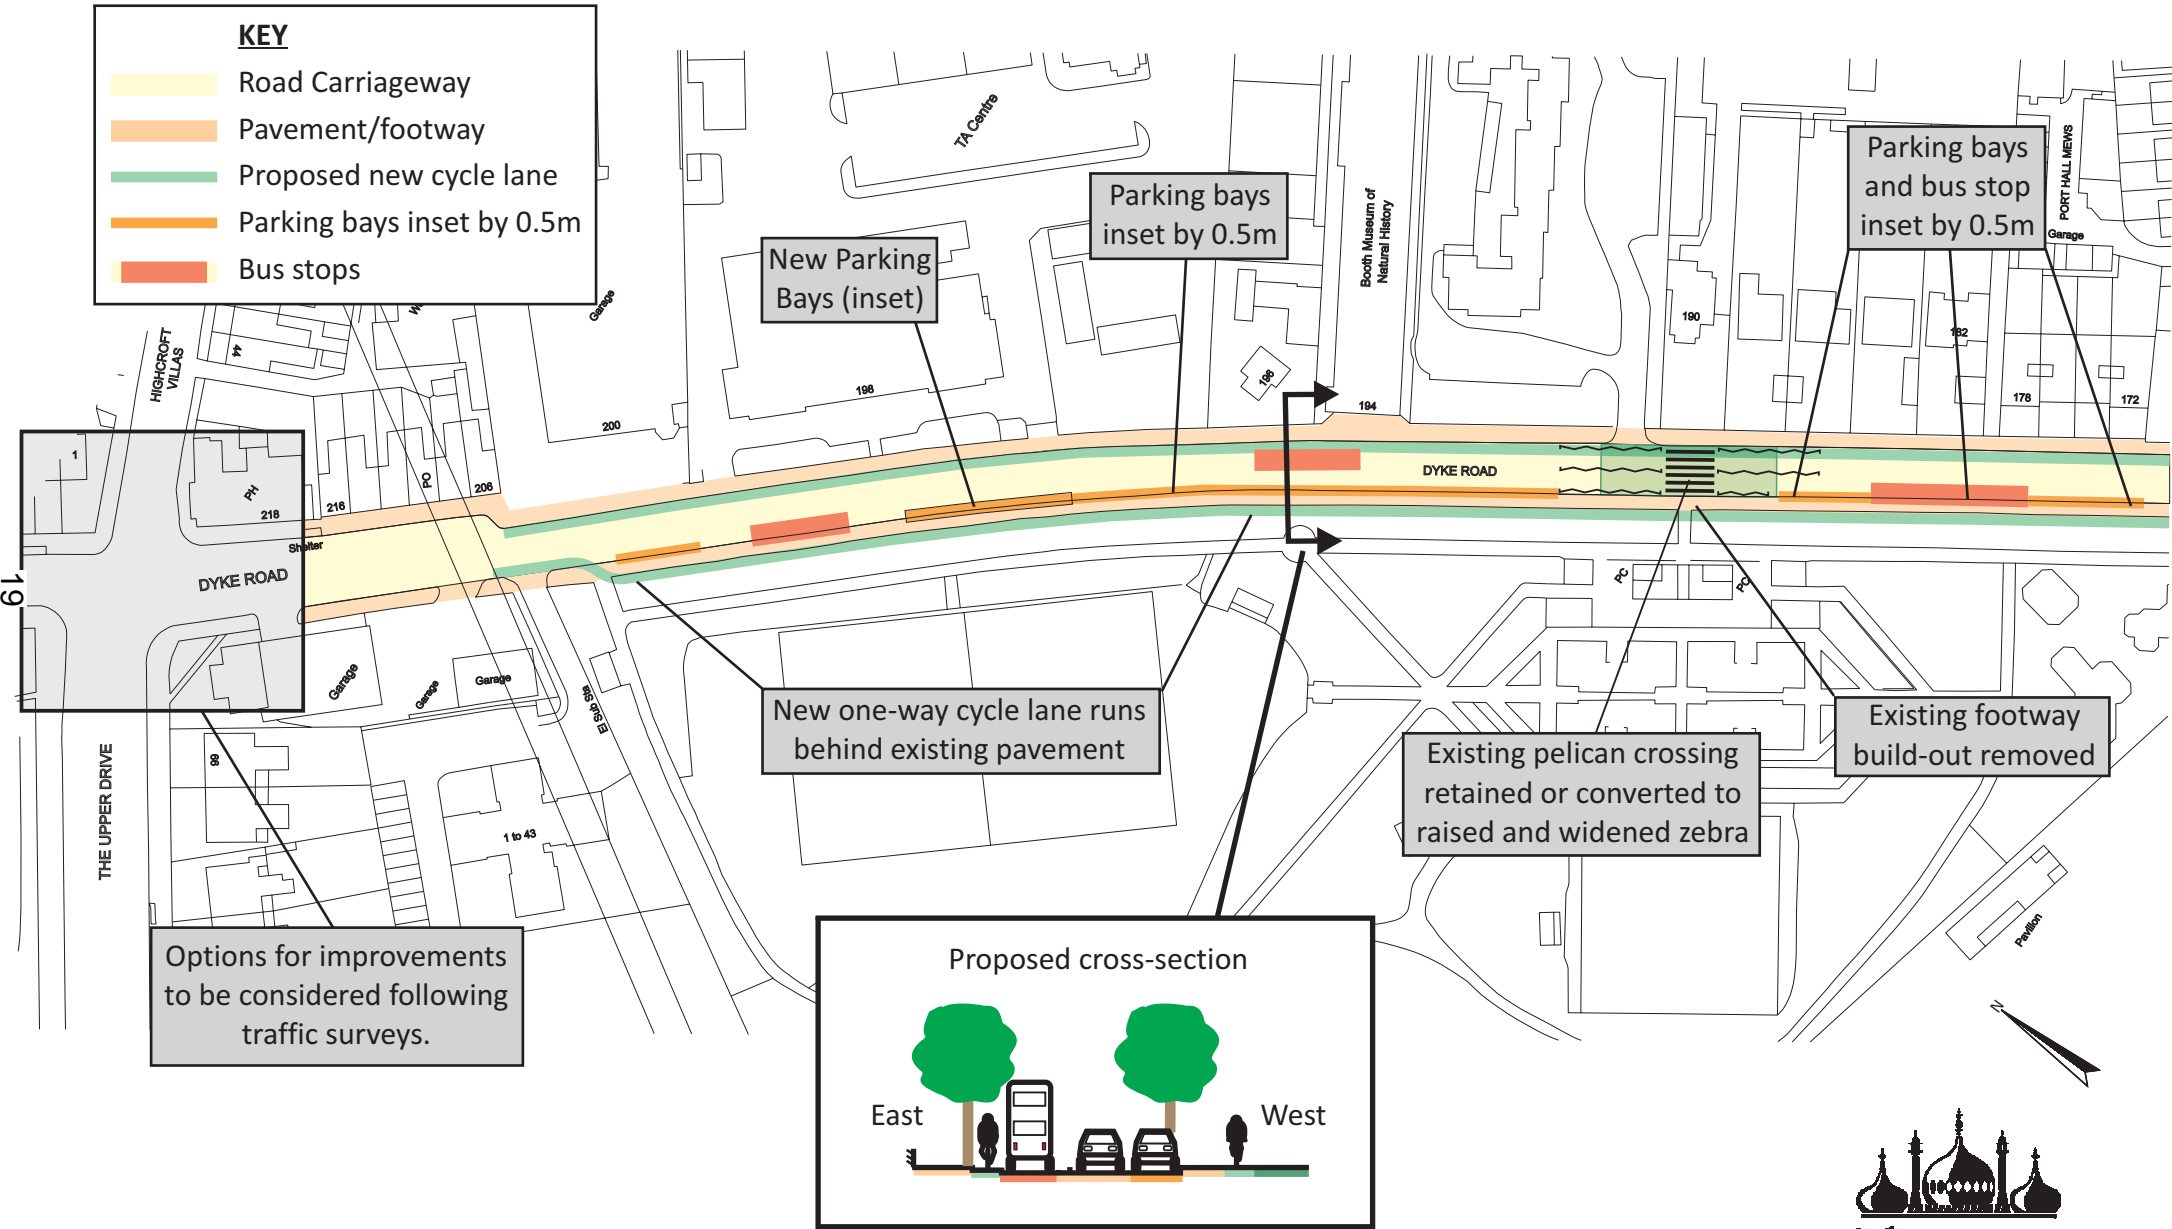 KEY
Road Carriageway
Pavement/footway
Proposed new cycle lane
Parking bays inset by 0.5m
Bus stops
TA Centre
Parking bays
inset by 0.5m
Booth Museum of
Natural History
Parking bays
and bus stop
inset by 0.5m
PORT HALL MEWS
Garage
New Parking
Bays (inset)
HIGHCROFT
VILLAS
44
Garage
198
196
190
182
178
172
194
200
1
PH
218
216
PO
206
Shelter
DYKE ROAD
DYKE ROAD
19
Garage
Garage
Garage
El Sub Sta
PC
PC
New one-way cycle lane runs
behind existing pavement
Existing footway
build-out removed
Existing pelican crossing
retained or converted to
raised and widened zebra
THE UPPER DRIVE
66
1 to 43
Pavilion
Options for improvements
to be considered following
traffic surveys.
Proposed cross-section
East
West
N